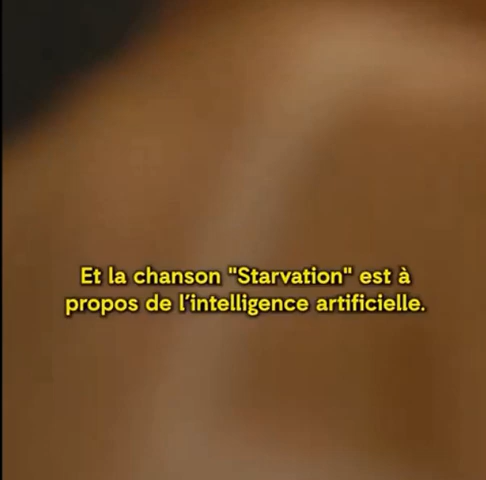 Et la chanson "Starvation" est à
propos de l’intelligence artificielle.